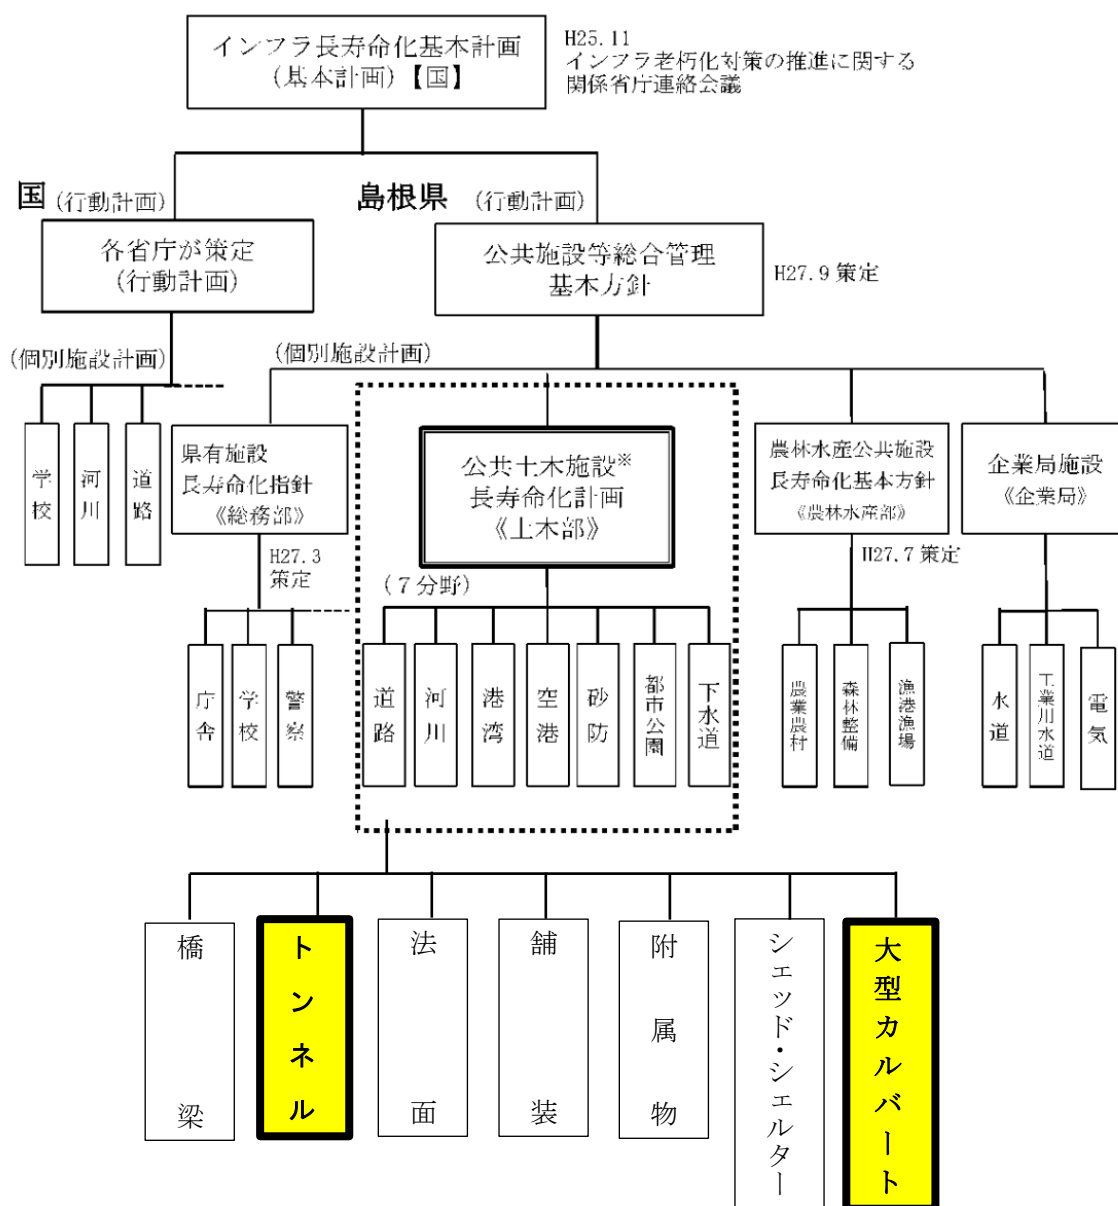 インフラ長寿命化基本計画
(基本計画)【国】
H25.11
インフラ老朽化対策の推進に関する
関係省庁連絡会議
国 (行動計画)
島根県 (行動計画)
各省庁が策定
(行動計画)
公共施設等総合管理
基本方針
H27.9 策定
(個別施設計画)
(個別施設計画)
学校
河川
道路
県有施設
長寿命化指針
《総務部》
公共土木施設※
長寿命化計画
《土木部》
農林水産公共施設
長寿命化基本方針
《農林水産部》
企業局施設
《企業局》
H27.3
策定
(7分野)
H27.7 策定
庁舎
学校
警察
道路
河川
港湾
空港
砂防
都市公園
下水道
農業農村
森林整備
漁港漁場
水道
工業用水道
電気
橋梁
トンネル
法面
舗装
附属物
シェッド・シェルター
大型カルバート